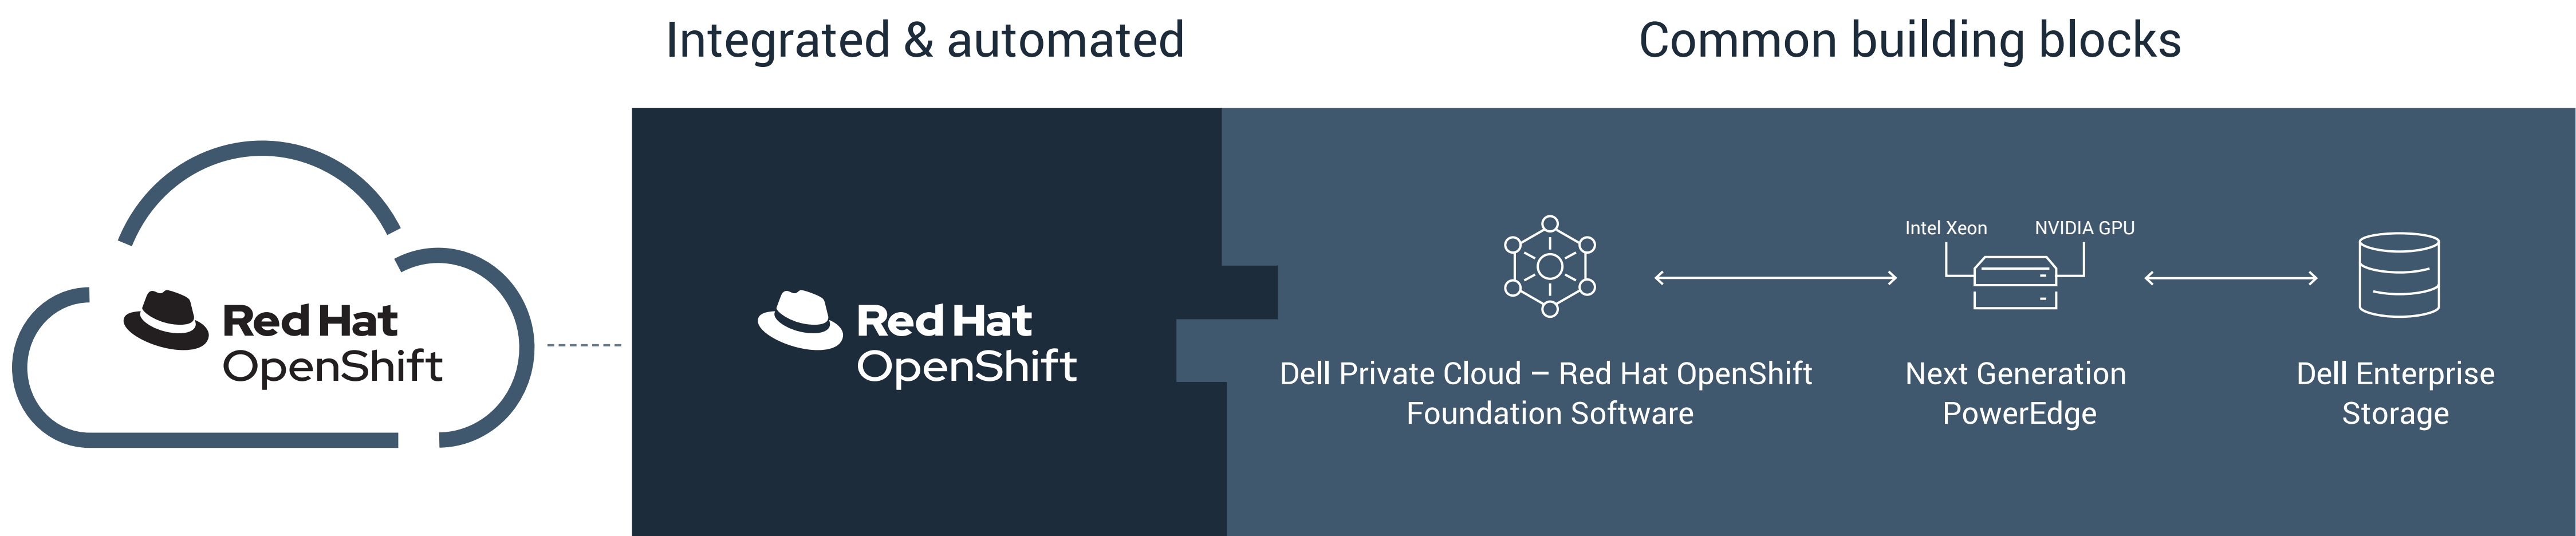 Integrated & automated
Common building blocks
Red Hat
OpenShift
Red Hat
OpenShift
Dell Private Cloud – Red Hat OpenShift
Foundation Software
Intel Xeon
NVIDIA GPU
Next Generation
PowerEdge
Dell Enterprise
Storage